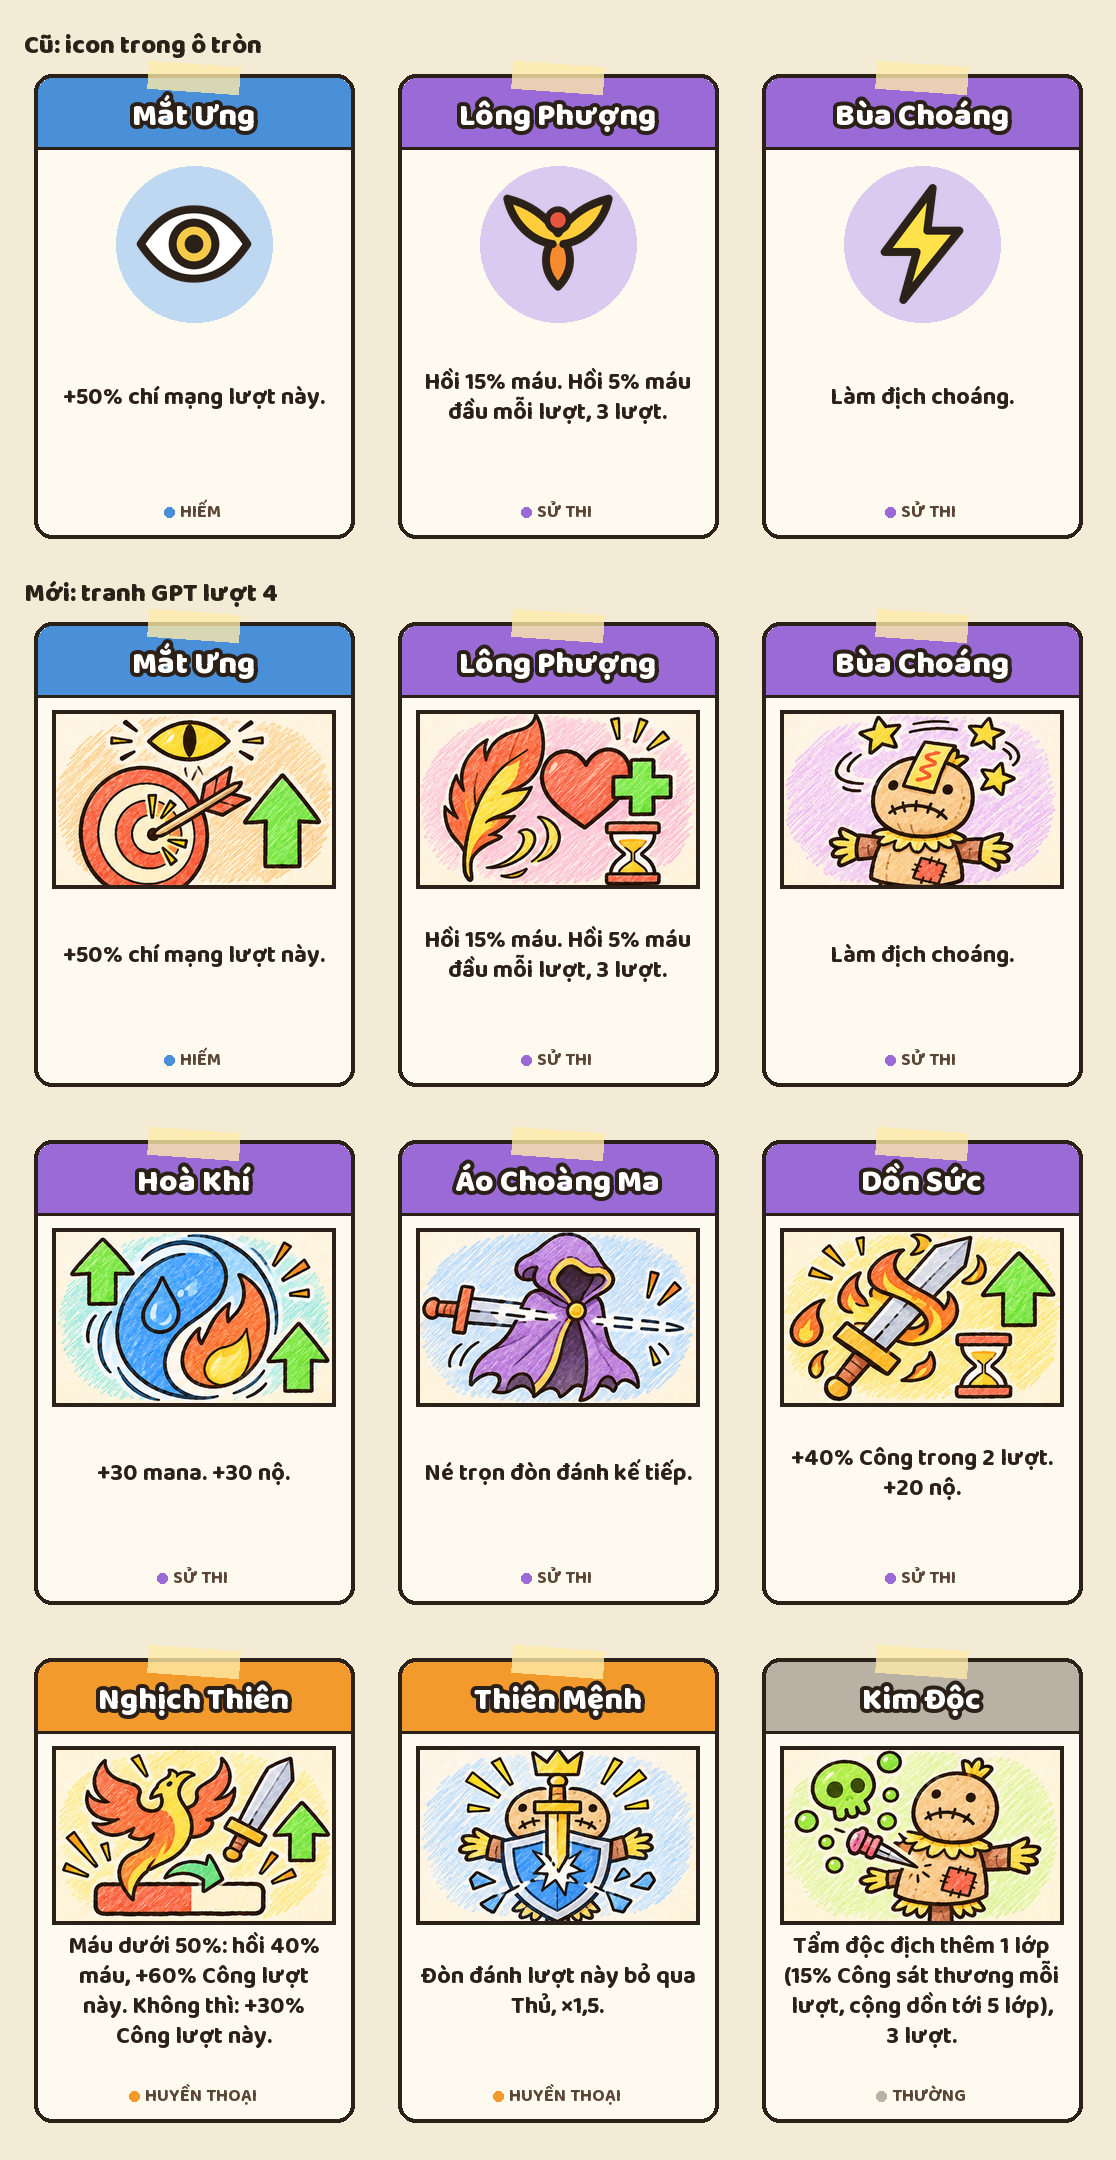 Cũ: icon trong ô tròn
Mắt Ưng
+50% chí mạng lượt này.
HIẾM
Lông Phượng
Hồi 15% máu. Hồi 5% máu
đầu mỗi lượt, 3 lượt.
SỬ THI
Bùa Choáng
Làm địch choáng.
SỬ THI
Mới: tranh GPT lượt 4
Mắt Ưng
+50% chí mạng lượt này.
HIẾM
Lông Phượng
Hồi 15% máu. Hồi 5% máu
đầu mỗi lượt, 3 lượt.
SỬ THI
Bùa Choáng
Làm địch choáng.
SỬ THI
Hoà Khí
+30 mana. +30 nộ.
SỬ THI
Áo Choàng Ma
Né trọn đòn đánh kế tiếp.
SỬ THI
Dồn Sức
+40% Công trong 2 lượt.
+20 nộ.
SỬ THI
Nghịch Thiên
Máu dưới 50%: hồi 40%
máu, +60% Công lượt
này. Không thì: +30%
Công lượt này.
HUYỀN THOẠI
Thiên Mệnh
Đòn đánh lượt này bỏ qua
Thủ, ×1,5.
HUYỀN THOẠI
Kim Độc
Tẩm độc địch thêm 1 lớp
(15% Công sát thương mỗi
lượt, cộng dồn tới 5 lớp),
3 lượt.
THƯỜNG